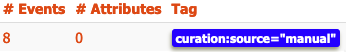 # Events # Attributes Tag
8 0 curation:source="manual"